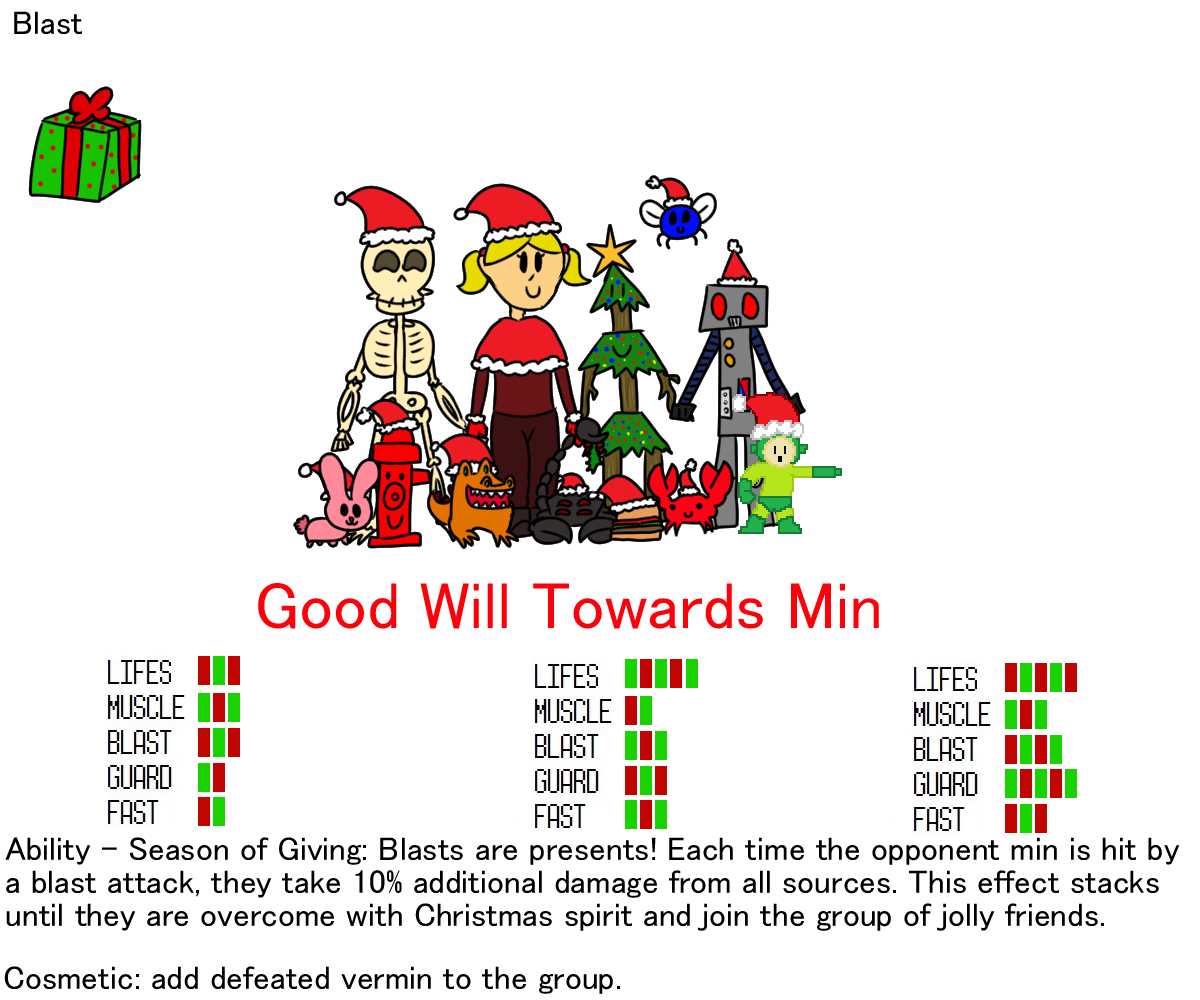 Blast
Good Will Towards Min
LIFES
MUSCLE
BLAST
GUARD
FAST
LIFES
MUSCLE
BLAST
GUARD
FAST
LIFES
MUSCLE
BLAST
GUARD
FAST
Ability - Season of Giving: Blasts are presents! Each time the opponent min is hit by
a blast attack, they take 10% additional damage from all sources. This effect stacks
until they are overcome with Christmas spirit and join the group of jolly friends.
Cosmetic: add defeated vermin to the group.